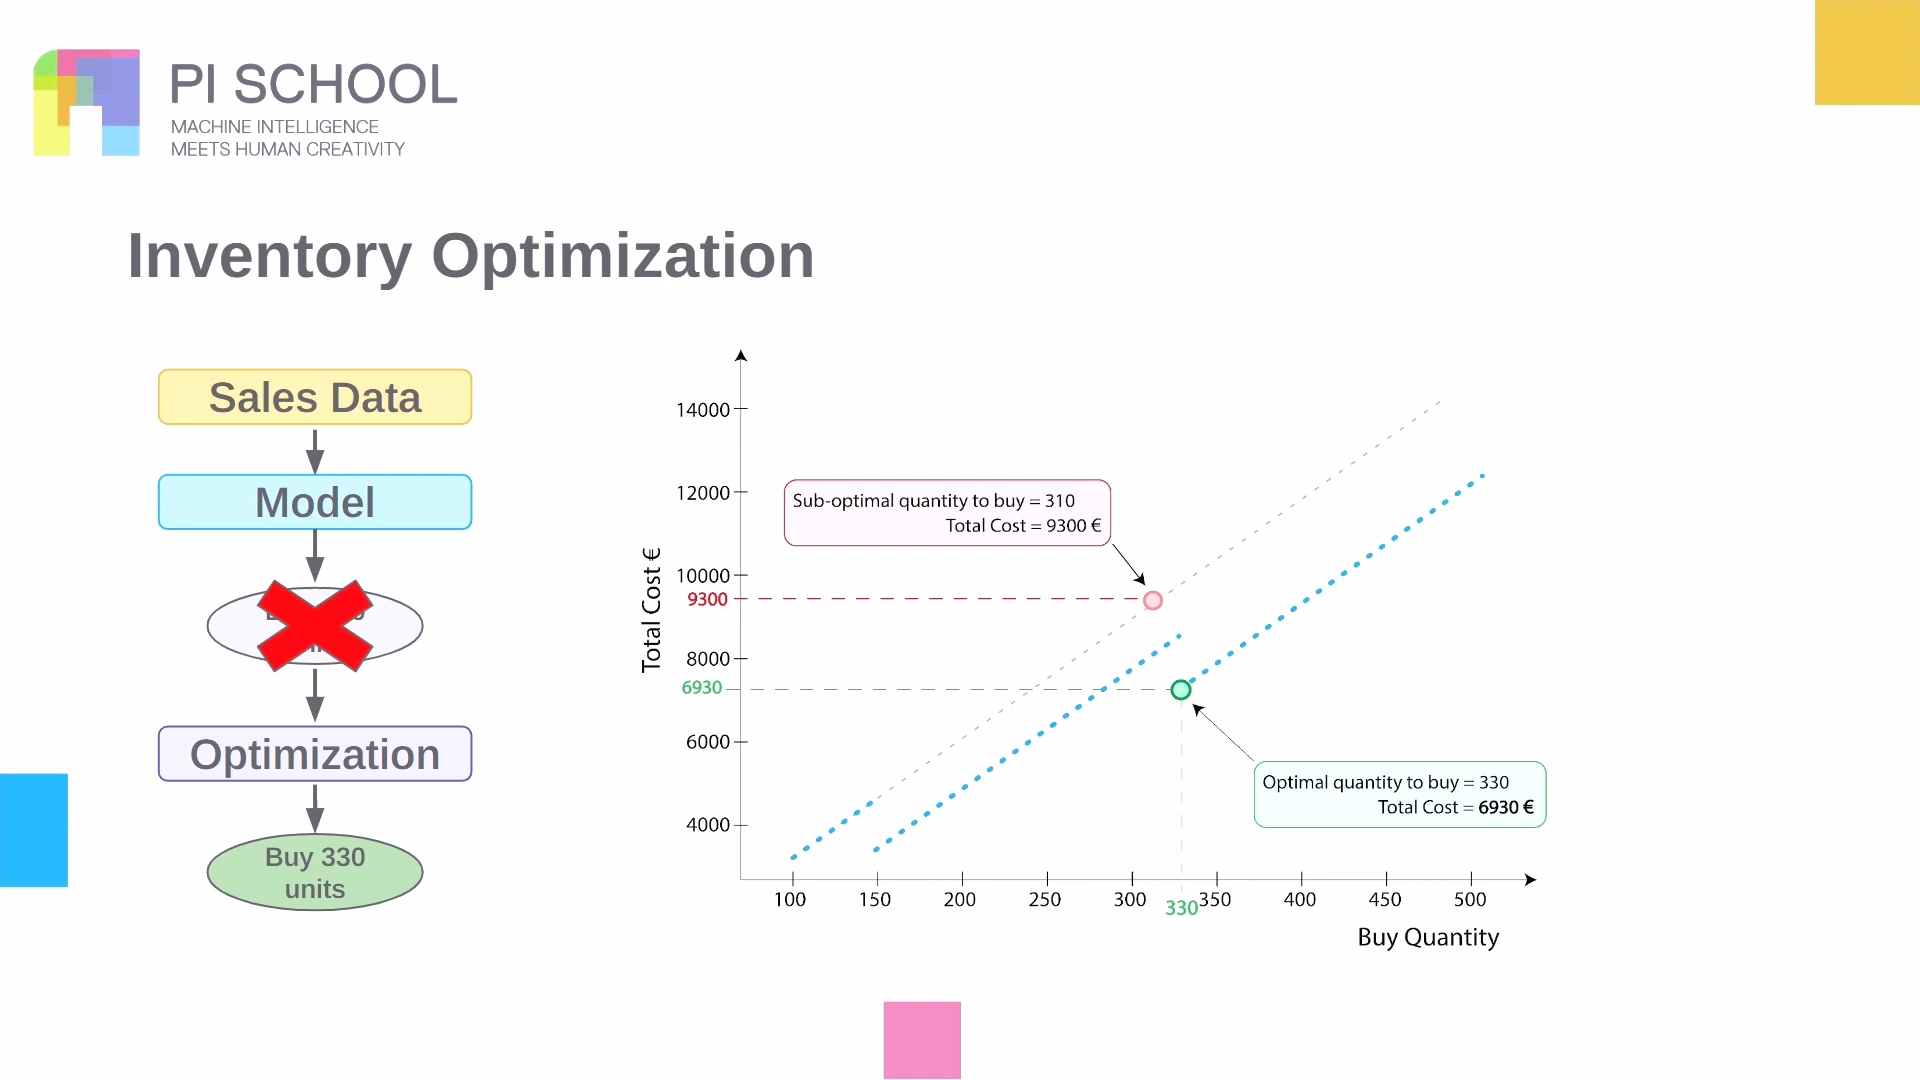 PI SCHOOL
MACHINE INTELLIGENCE
MEETS HUMAN CREATIVITY
Inventory Optimization
Sales Data
Model
Optimization
Buy 330
units
Total Cost €
14000
12000
10000
9300
8000
6930
6000
4000
Sub-optimal quantity to buy = 310
Total Cost = 9300 €
Optimal quantity to buy = 330
Total Cost = 6930 €
100 150 200 250 300 330 350 400 450 500
Buy Quantity